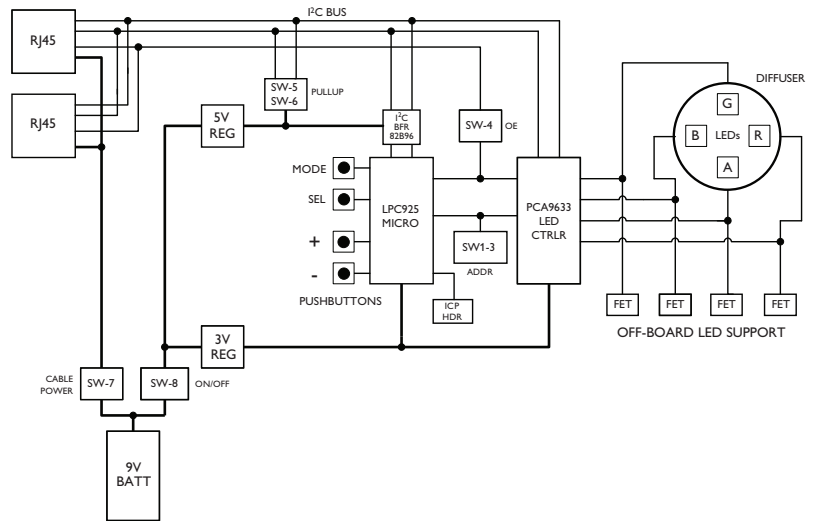 I²C BUS
RJ45
RJ45
SW-5
SW-6
PULLUP
5V
REG
I²C
BFR
82B96
SW-4
OE
DIFFUSER
G
B
LEDs
R
A
MODE
SEL
+
-
PUSHBUTTONS
LPC925
MICRO
SW1-3
ADDR
PCA9633
LED
CTRLR
ICP
HDR
FET
FET
FET
FET
OFF-BOARD LED SUPPORT
3V
REG
CABLE
POWER
SW-7
SW-8
ON/OFF
9V
BATT